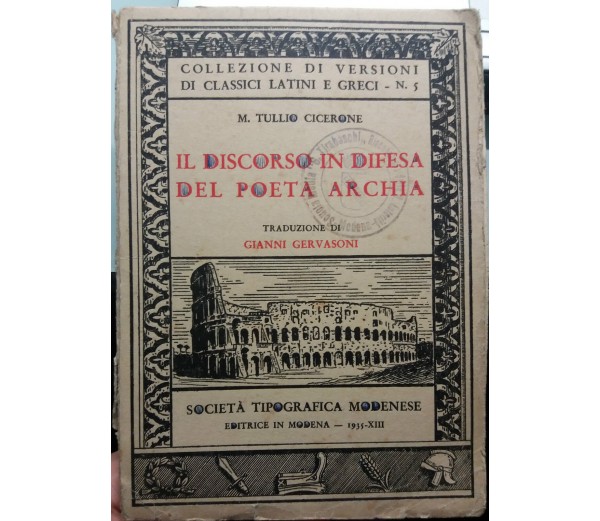 COLLEZIONE DI VERSIONI
DI CLASSICI LATINI E GRECI - N. 5
M. TULLIO CICERONE
IL DISCORSO IN DIFESA
DEL POETA ARCHIA
TRADUZIONE DI
GIANNI GERVASONI
SOCIETÀ TIPOGRAFICA MODENESE
EDITRICE IN MODENA — 1935-XIII